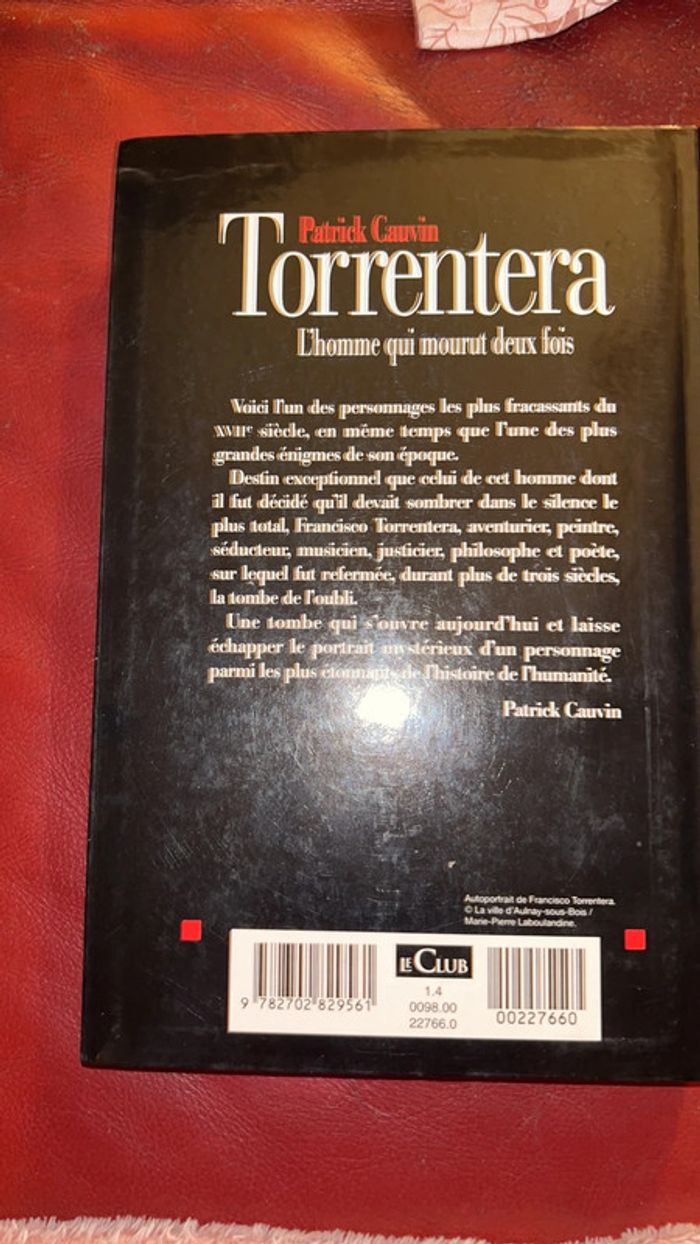 Patrick Cauvin
Torrentera
L'homme qui mourut deux fois
Voici l'un des personnages les plus fracassants du
XVIIe siècle, en même temps que l'une des plus
grandes énigmes de son époque.
Destin exceptionnel que celui de cet homme dont
il fut décidé qu'il devait sombrer dans le silence le
plus total, Francisco Torrentera, aventurier, peintre,
séducteur, musicien, justicier, philosophe et poète,
sur lequel fut refermée, durant plus de trois siècles,
la tombe de l'oubli.
Une tombe qui s'ouvre aujourd'hui et laisse
échapper le portrait mystérieux d'un personnage
parmi les plus étonnants de l'histoire de l'humanité.
Patrick Cauvin
Autoportrait de Francisco Torrentera.
© La ville d'Aulnay-sous-Bois /
Marie-Pierre Laboulandine.
LE CLUB
1.4
0098.00
22766.0
9 782702 829561
00227660